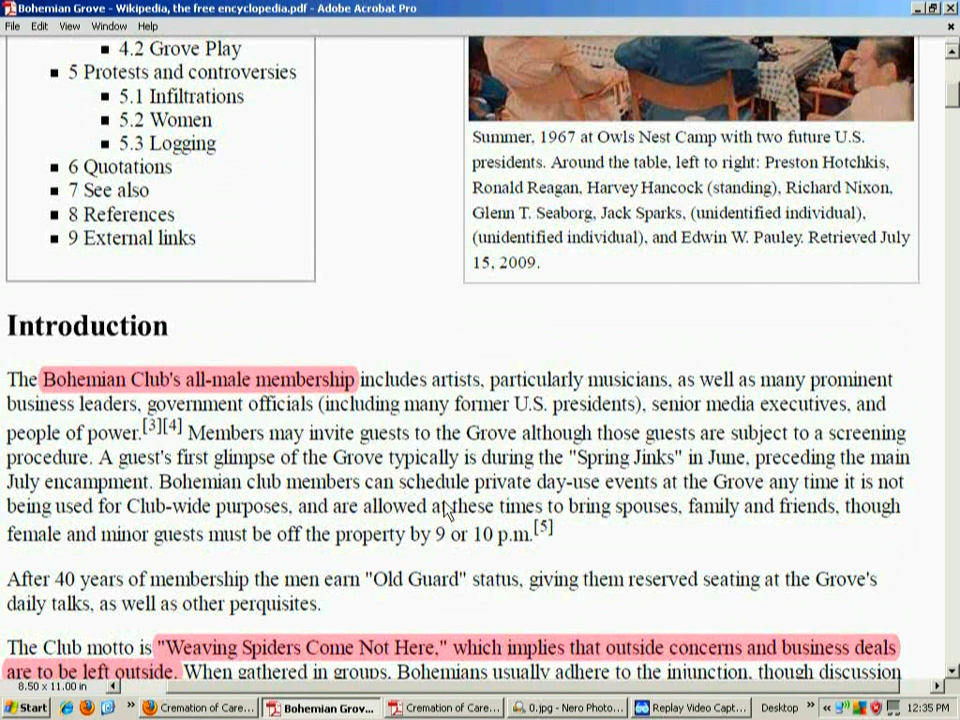 Bohemian Grove - Wikipedia, the free encyclopedia.pdf - Adobe Acrobat Pro
File Edit View Window Help
4.2 Grove Play
5 Protests and controversies
5.1 Infiltrations
5.2 Women
5.3 Logging
6 Quotations
7 See also
8 References
9 External links
Summer, 1967 at Owls Nest Camp with two future U.S.
presidents. Around the table, left to right: Preston Hotchkis,
Ronald Reagan, Harvey Hancock (standing), Richard Nixon,
Glenn T. Seaborg, Jack Sparks, (unidentified individual),
(unidentified individual), and Edwin W. Pauley. Retrieved July
15, 2009.
Introduction
The Bohemian Club's all-male membership includes artists, particularly musicians, as well as many prominent
business leaders, government officials (including many former U.S. presidents), senior media executives, and
people of power.[3][4] Members may invite guests to the Grove although those guests are subject to a screening
procedure. A guest's first glimpse of the Grove typically is during the "Spring Jinks" in June, preceding the main
July encampment. Bohemian club members can schedule private day-use events at the Grove any time it is not
being used for Club-wide purposes, and are allowed at these times to bring spouses, family and friends, though
female and minor guests must be off the property by 9 or 10 p.m.[5]
After 40 years of membership the men earn "Old Guard" status, giving them reserved seating at the Grove's
daily talks, as well as other perquisites.
The Club motto is "Weaving Spiders Come Not Here," which implies that outside concerns and business deals
are to be left outside. When gathered in groups, Bohemians usually adhere to the injunction, though discussion
8.50 x 11.00 in
Start » Cremation of Care... Bohemian Grov... Cremation of Care... 0.jpg - Nero Photo... Replay Video Capt... Desktop » « 12:35 PM